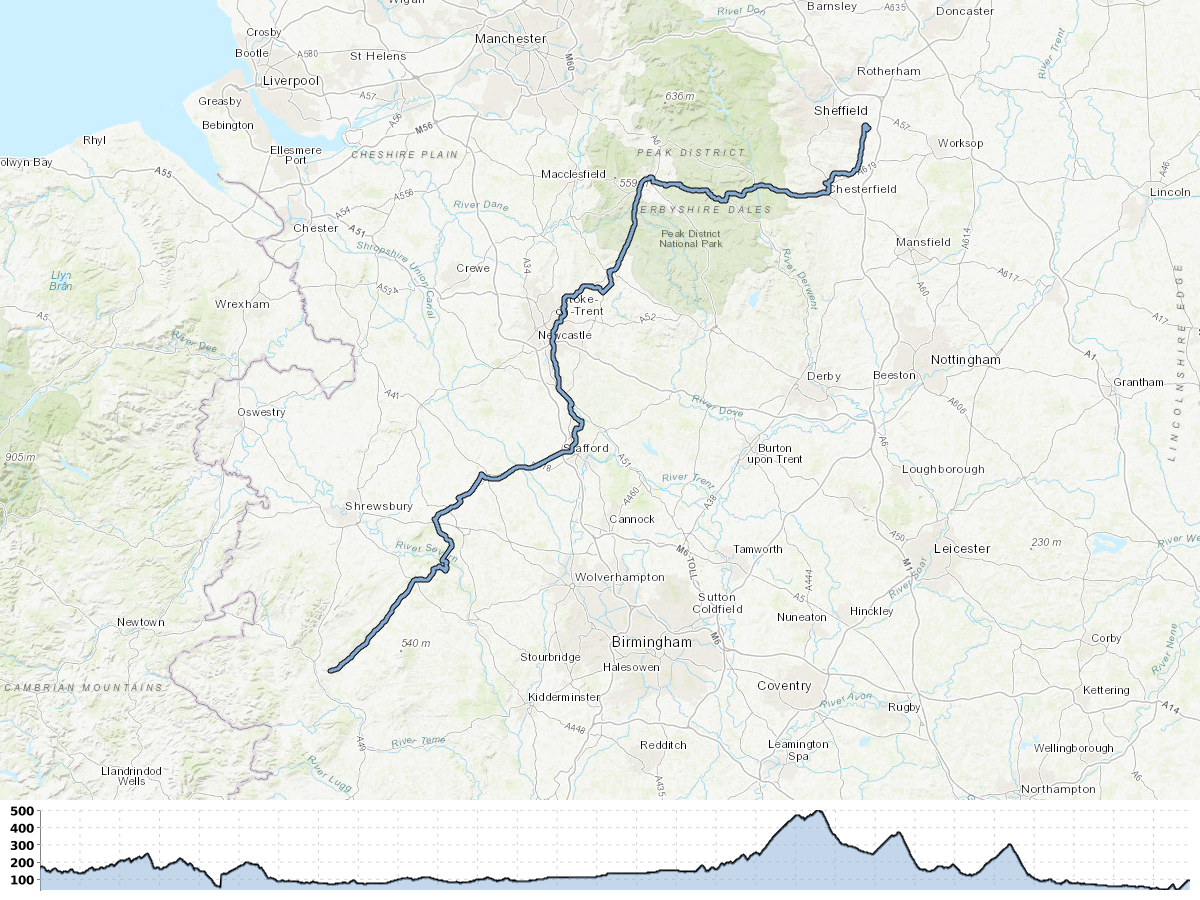 Wigan
Barnsley
A635
Doncaster
River Don
Crosby
Manchester
Bootle
A580
St Helens
M60
River Trent
Liverpool
Rotherham
Greasby
A57
636 m
Sheffield
Bebington
A56
M56
A57
Rhyl
Ellesmere
Port
CHESHIRE PLAIN
A6
PEAK DISTRICT
Worksop
olwyn Bay
A55
Macclesfield
559
A619
A46
Chesterfield
Lincoln
A556
River Dane
A54
ERBYSHIRE DALES
Chester
A51
Peak District
National Park
Mansfield
A614
Shropshire Union Canal
A34
Crewe
River Derwent
Llyn
Brân
A534
A617
A60
Wrexham
toke-
on-Trent
A5
A52
A17
Newcastle
River Dee
A1
Nottingham
LINCOLNSHIRE EDGE
Derby
Beeston
Grantham
A41
River Dove
A606
Oswestry
A6
905m
Stafford
Burton
upon Trent
A51
18
Loughborough
River Trent
A460
A38
Shrewsbury
Cannock
A50
River We
River Severn
M6 TOLL
Tamworth
Leicester
230 m
M1
River Soar
Wolverhampton
A444
Sutton
Coldfield
A5
Hinckley
Nuneaton
Newtown
540 m
Birmingham
M6
Corby
River Nene
Stourbridge
Halesowen
CAMBRIAN MOUNTAINS
Coventry
Kettering
Kidderminster
River Avon
Rugby
A14
A448
A49
River Teme
Redditch
Leamington
Spa
Wellingborough
River Lugg
Llandrindod
Wells
A435
A6
Northampton
500
400
300
200
100